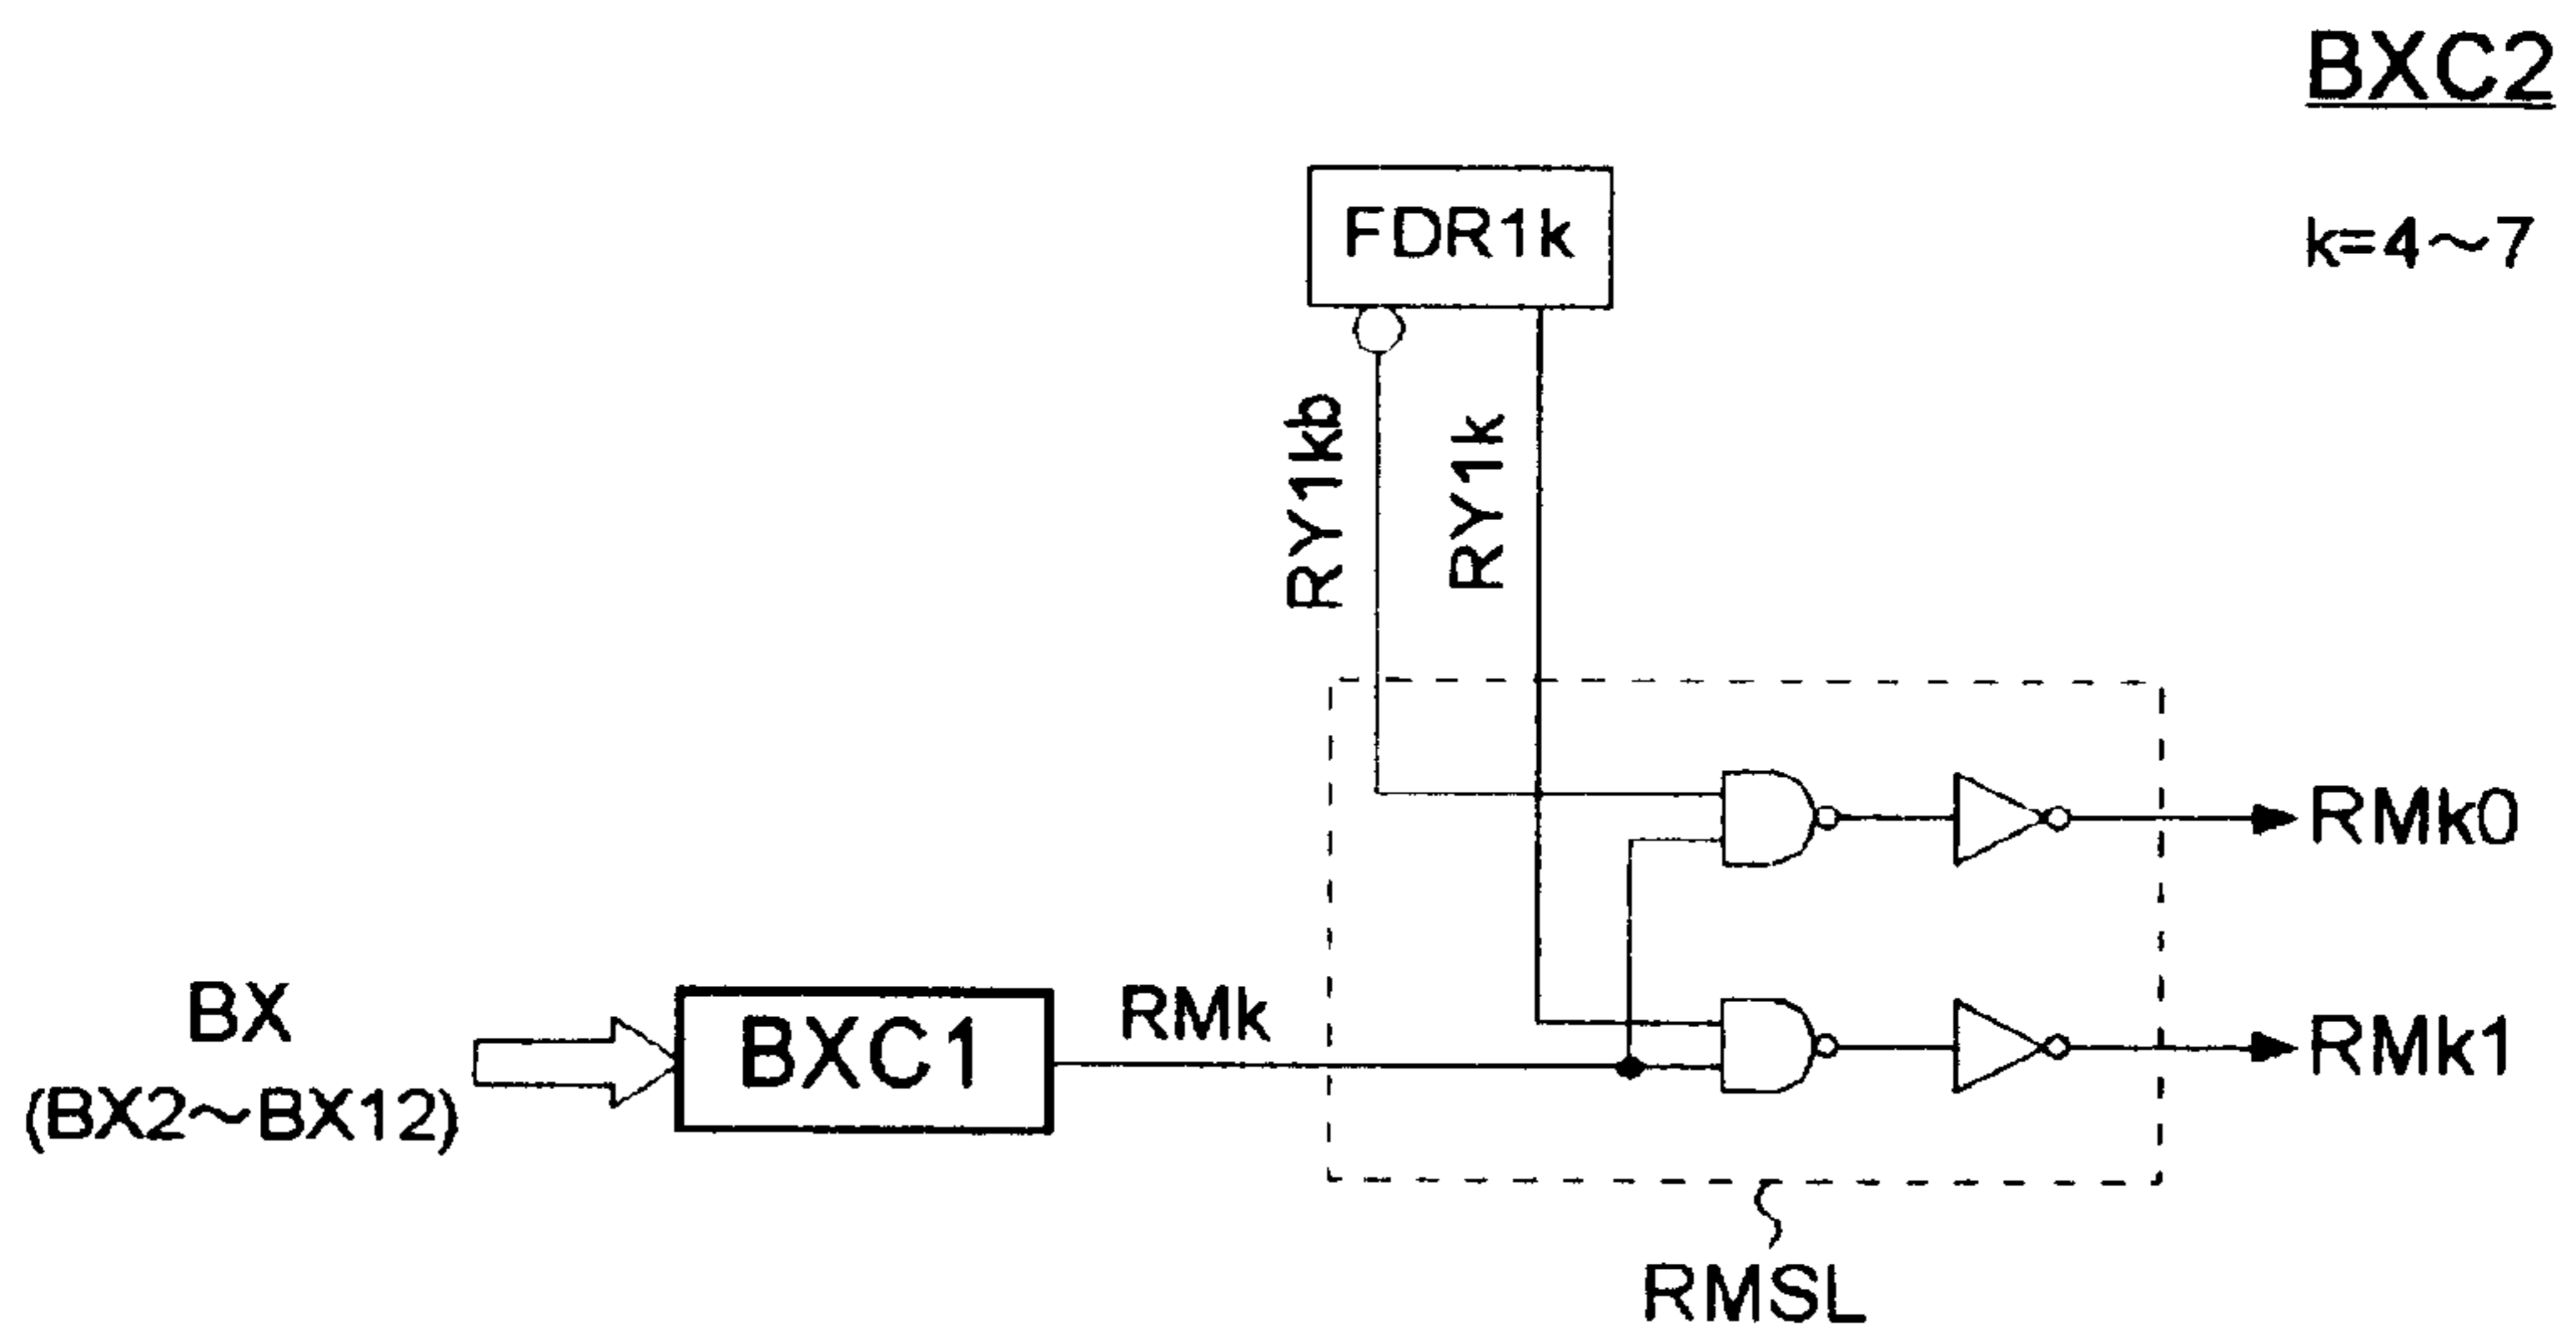 BXC2
FDR1k
k=4～7
RY1kb
RY1k
RMk0
BX
(BX2～BX12)
BXC1
RMk
RMk1
RMSL